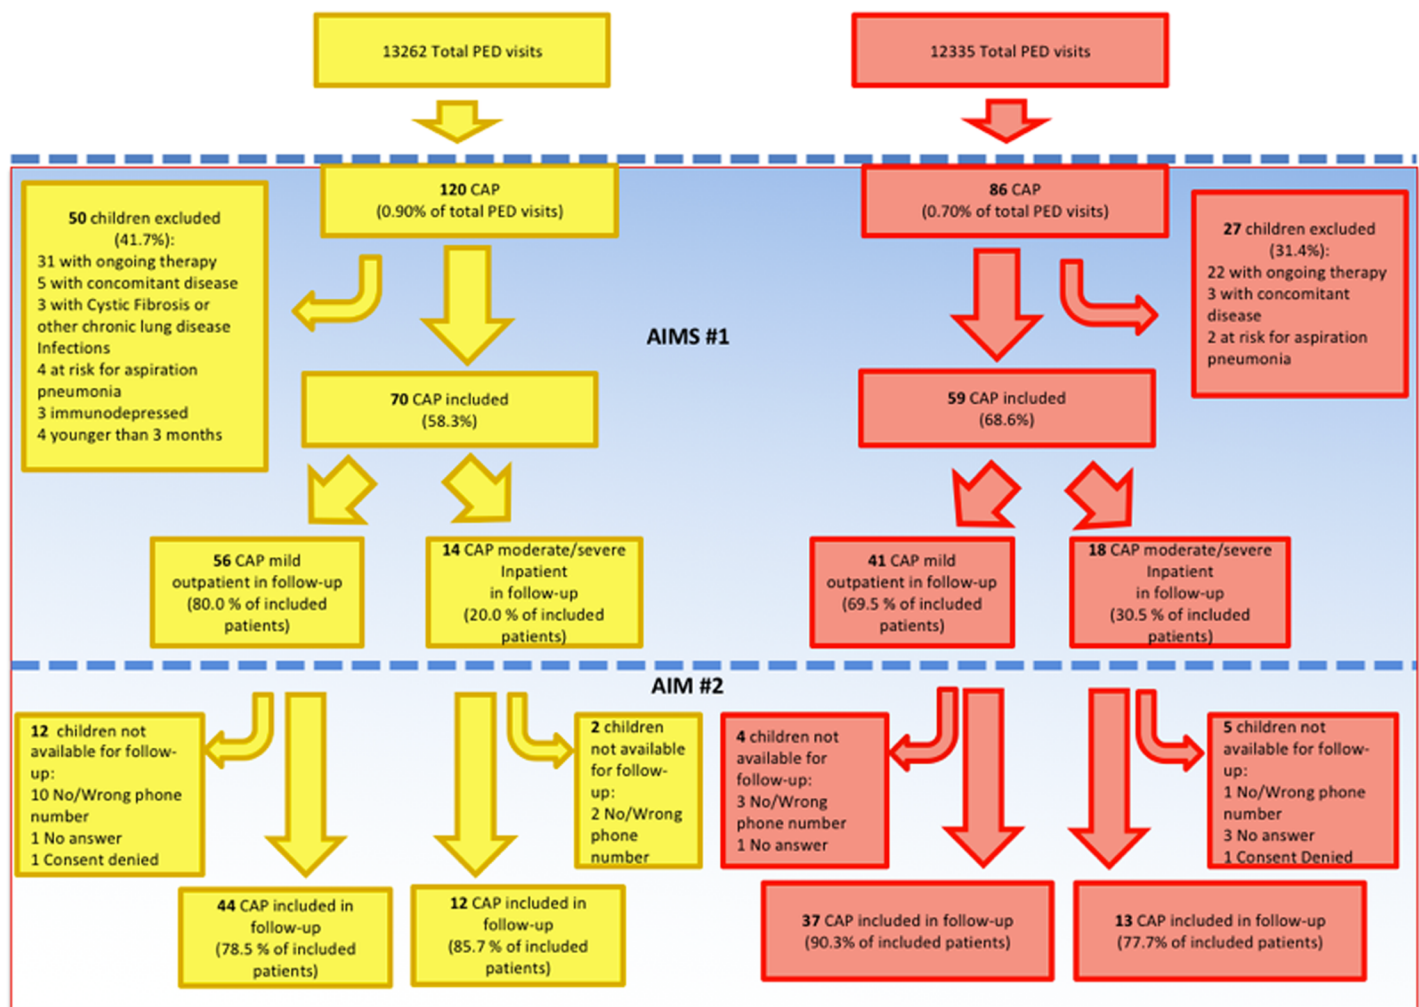 13262 Total PED visits
12335 Total PED visits
120 CAP
(0.90% of total PED visits)
86 CAP
(0.70% of total PED visits)
50 children excluded
(41.7%):
31 with ongoing therapy
5 with concomitant disease
3 with Cystic Fibrosis or
other chronic lung disease
Infections
4 at risk for aspiration
pneumonia
3 immunodepressed
4 younger than 3 months
27 children excluded
(31.4%):
22 with ongoing therapy
3 with concomitant
disease
2 at risk for aspiration
pneumonia
AIMS #1
70 CAP included
(58.3%)
59 CAP included
(68.6%)
56 CAP mild
outpatient in follow-up
(80.0 % of included
patients)
14 CAP moderate/severe
Inpatient
in follow-up
(20.0 % of included
patients)
41 CAP mild
outpatient in follow-up
(69.5 % of included
patients)
18 CAP moderate/severe
Inpatient
in follow-up
(30.5 % of included
patients)
AIM #2
12 children not
available for follow-
up:
10 No/Wrong phone
number
1 No answer
1 Consent denied
2 children
not available
for follow-
up:
2 No/Wrong
phone
number
4 children not
available for
follow-up:
3 No/Wrong
phone number
1 No answer
5 children not
available for follow-
up:
1 No/Wrong phone
number
3 No answer
1 Consent Denied
44 CAP included in
follow-up
(78.5 % of included
patients)
12 CAP included in
follow-up
(85.7 % of included
patients)
37 CAP included in follow-up
(90.3% of included patients)
13 CAP included in follow-up
(77.7% of included patients)